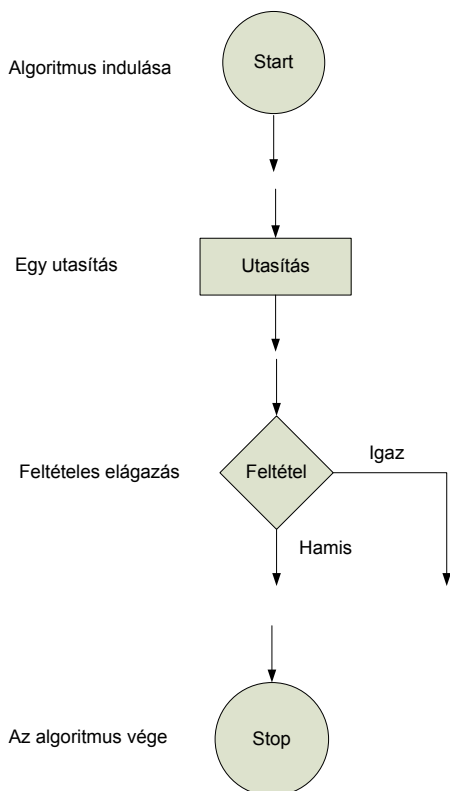 Algoritmus indulása
Start
Egy utasítás
Utasítás
Feltételes elágazás
Feltétel
Igaz
Hamis
Az algoritmus vége
Stop